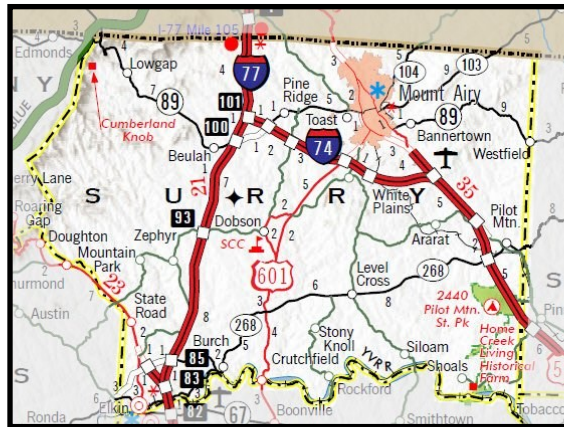 I-77 Mile 105
Edmonds
Lowgap
77
104
103
Pine
Ridge
Mount Airy
89
101
Toast
Cumberland
Knob
100
74
Bannertown
89
Beulah
Westfield
35
21
S U R R Y
Roaring
Gap
93
White
Plains
Dobson
Pilot
Mtn.
Doughton
Zephyr
SCC
Ararat
Mountain
Park
601
Level
Cross
268
23
2440
Pilot Mtn.
St. Pk
State
Road
Austin
268
Stony
Knoll
Home
Creek
Living
Historical
Farm
Burch
85
YVRR
Siloam
Crutchfield
Shoals
83
Rockford
Elkin
82
67
Boonville
Ronda
Smithtown
Tobacco